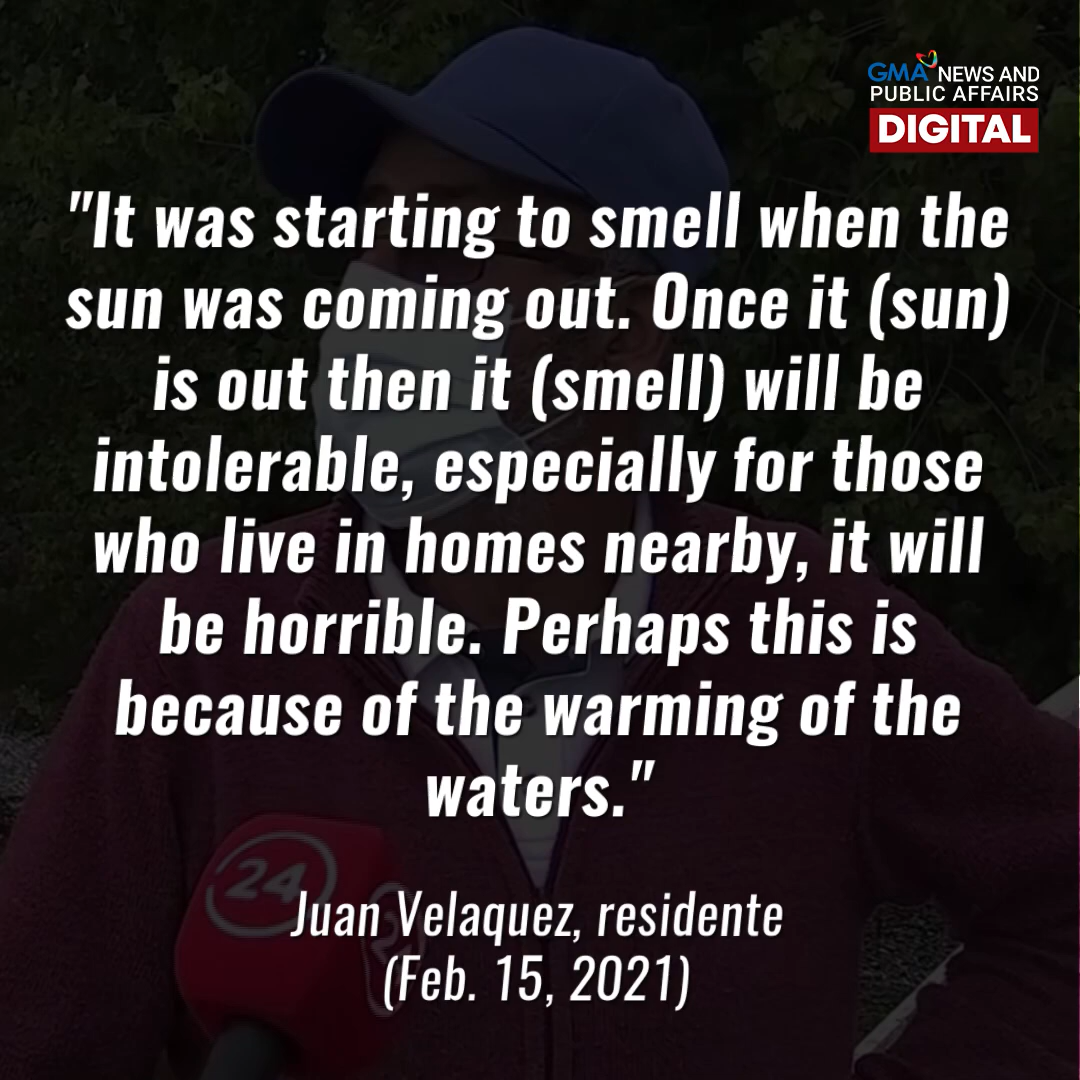 GMA NEWS AND
PUBLIC AFFAIRS
DIGITAL
"It was starting to smell when the
sun was coming out. Once it (sun)
is out then it (smell) will be
intolerable, especially for those
who live in homes nearby, it will
be horrible. Perhaps this is
because of the warming of the
waters."
24
Juan Velaquez, residente
(Feb. 15, 2021)